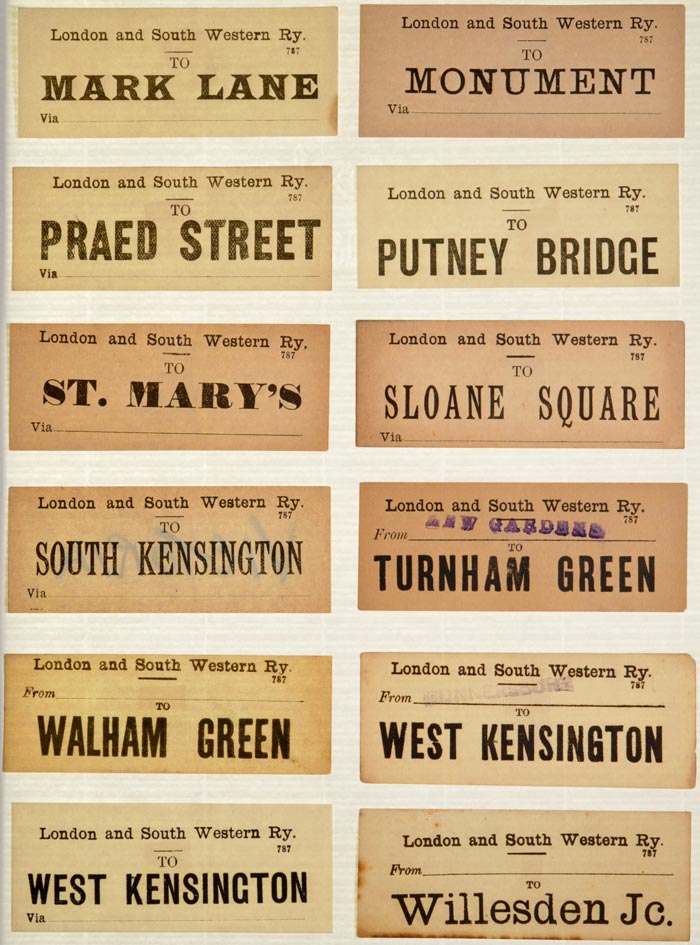 London and South Western Ry.
787
TO
MARK LANE
Via
London and South Western Ry.
787
TO
MONUMENT
Via
London and South Western Ry.
787
TO
PRAED STREET
Via
London and South Western Ry.
787
TO
PUTNEY BRIDGE
London and South Western Ry.
787
TO
ST. MARY'S
Via
London and South Western Ry.
787
TO
SLOANE SQUARE
Via
London and South Western Ry.
787
TO
SOUTH KENSINGTON
Via
London and South Western Ry.
787
From KEW GARDENS
TO
TURNHAM GREEN
London and South Western Ry.
787
From
TO
WALHAM GREEN
London and South Western Ry.
787
From
TO
WEST KENSINGTON
London and South Western Ry.
787
TO
WEST KENSINGTON
Via
London and South Western Ry.
787
From
TO
Willesden Jc.